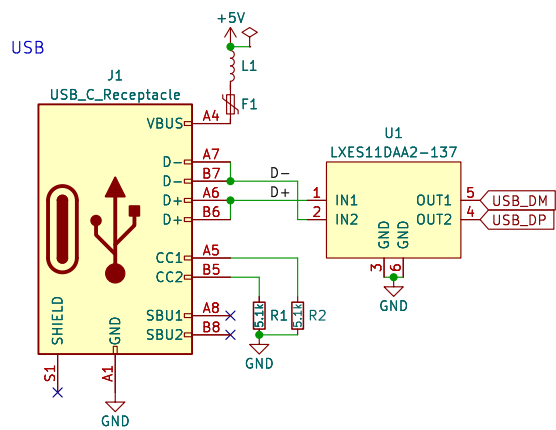 USB
+5V
L1
F1
J1
USB_C_Receptacle
VBUS A4
D- A7
D- B7
D+ A6
D+ B6
CC1 A5
CC2 B5
SBU1 A8
SBU2 B8
SHIELD
S1
GND
A1
GND
D-
D+
U1
LXES11DAA2-137
1 IN1
2 IN2
OUT1 5
OUT2 4
GND
3
GND
6
GND
USB_DM
USB_DP
5.1k
R1
5.1k
R2
GND